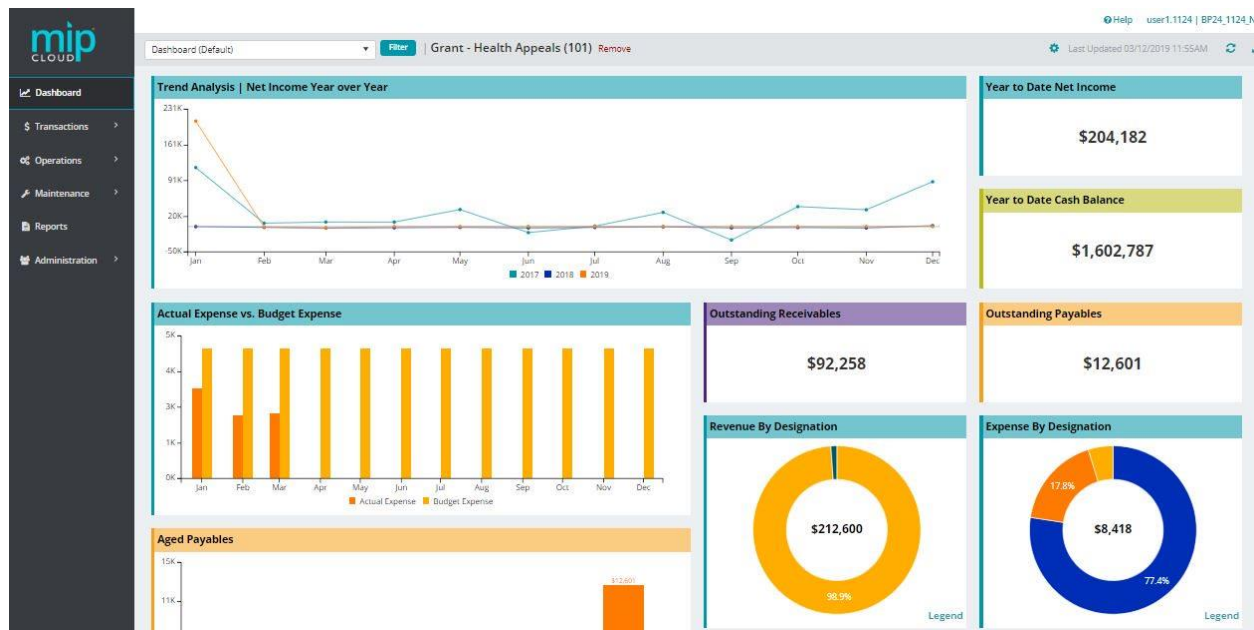 Help user1.1124 | BP24_1124_N
mip
CLOUD
Dashboard (Default)
Filter
| Grant - Health Appeals (101) Remove
Last Updated 03/12/2019 11:55AM
Dashboard
Transactions
Operations
Maintenance
Reports
Administration
Trend Analysis | Net Income Year over Year
231K
161K
91K
20K
-50K
Jan Feb Mar Apr May Jun Jul Aug Sep Oct Nov Dec
2017 2018 2019
Year to Date Net Income
$204,182
Year to Date Cash Balance
$1,602,787
Actual Expense vs. Budget Expense
5K
4K
3K
1K
0K
Jan Feb Mar Apr May Jun Jul Aug Sep Oct Nov Dec
Actual Expense Budget Expense
Outstanding Receivables
$92,258
Outstanding Payables
$12,601
Revenue By Designation
$212,600
98.9%
Legend
Expense By Designation
17.8%
$8,418
77.4%
Legend
Aged Payables
15K
11K
$12,601